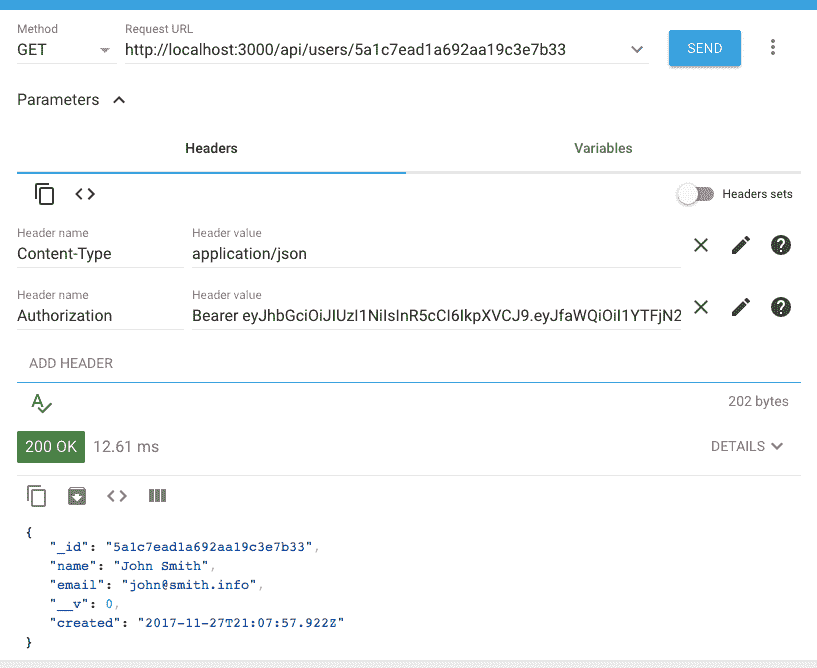 Method
Request URL
GET
http://localhost:3000/api/users/5a1c7ead1a692aa19c3e7b33
SEND
Parameters
Headers
Variables
Headers sets
Header name
Header value
Content-Type
application/json
Header name
Header value
Authorization
Bearer eyJhbGciOiJIUzI1NiIsInR5cCI6IkpXVCJ9.eyJfaWQiOiI1YTFjN2
ADD HEADER
202 bytes
200 OK
12.61 ms
DETAILS
{
"_id": "5a1c7ead1a692aa19c3e7b33",
"name": "John Smith",
"email": "john@smith.info",
"__v": 0,
"created": "2017-11-27T21:07:57.922Z"
}